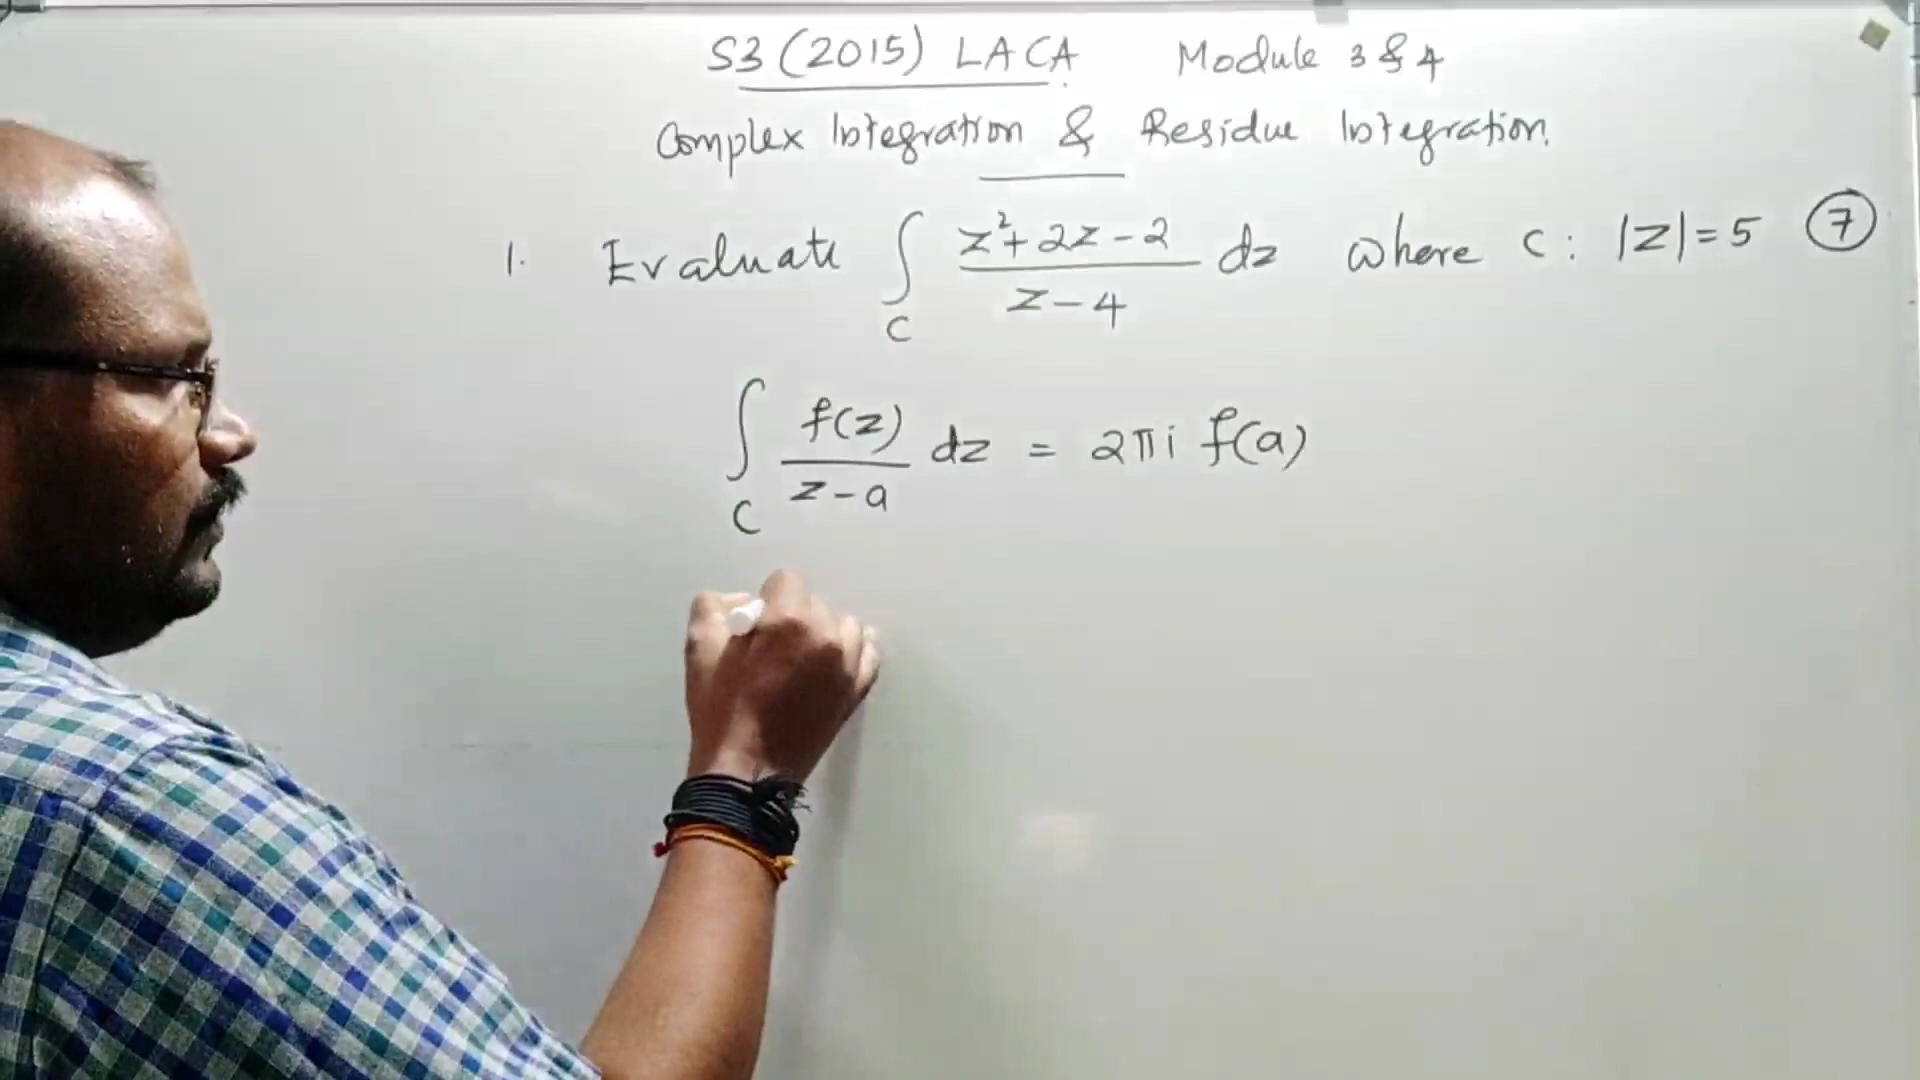 S3 (2015) LACA Module 3 & 4
Complex Integration & Residue Integration.
1. Evaluate ∫_C (z²+2z-2)/(z-4) dz where C: |z|=5 ⑦
∫_C f(z)/(z-a) dz = 2πi f(a)